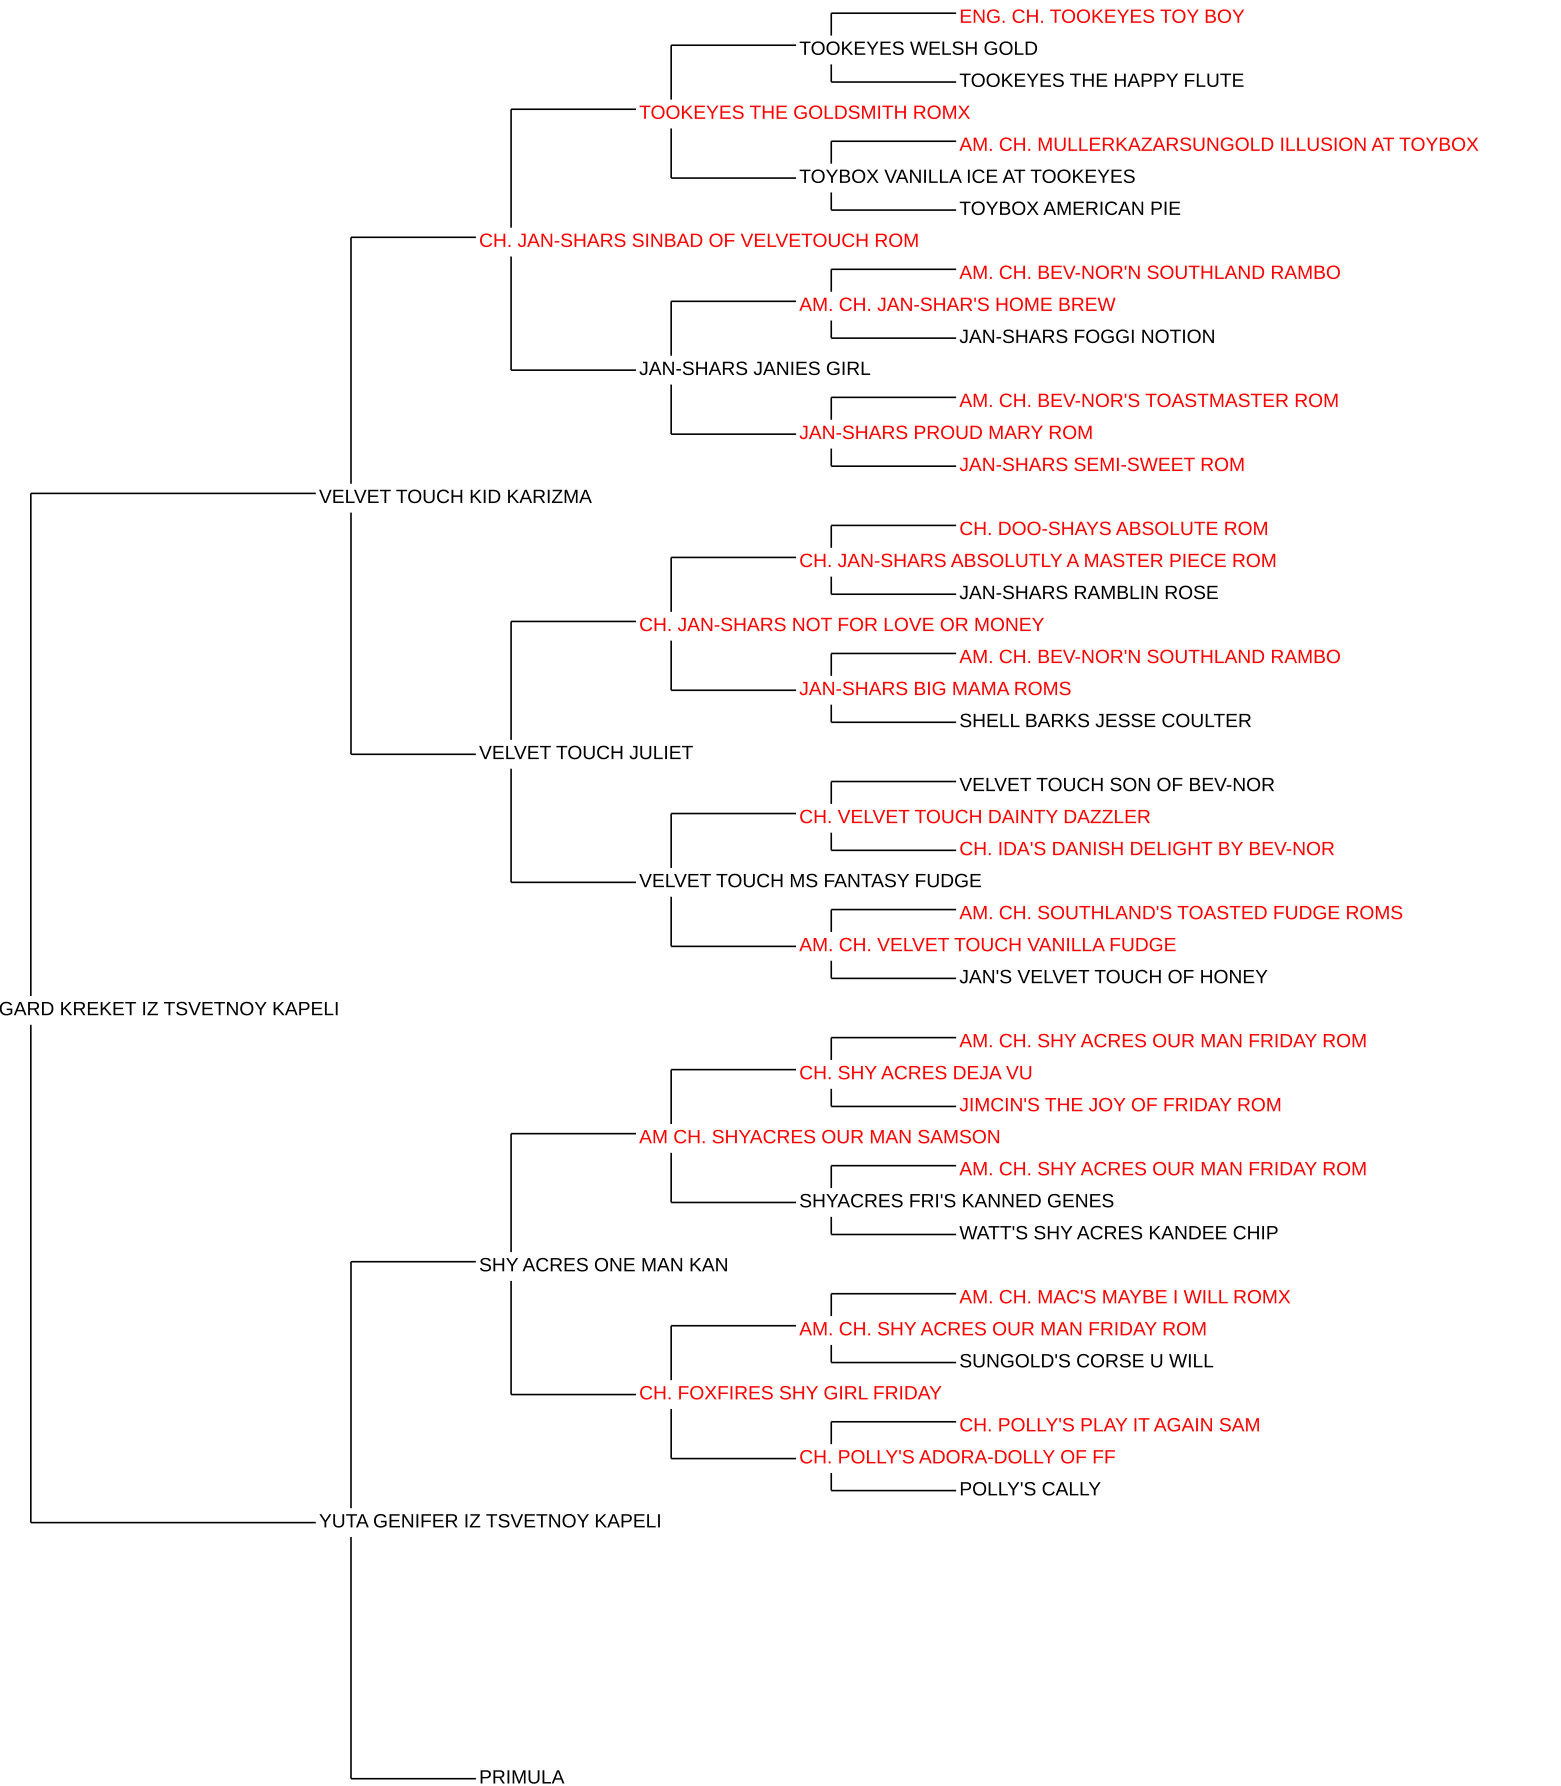 ENG. CH. TOOKEYES TOY BOY
TOOKEYES WELSH GOLD
TOOKEYES THE HAPPY FLUTE
TOOKEYES THE GOLDSMITH ROMX
AM. CH. MULLERKAZARSUNGOLD ILLUSION AT TOYBOX
TOYBOX VANILLA ICE AT TOOKEYES
TOYBOX AMERICAN PIE
CH. JAN-SHARS SINBAD OF VELVETOUCH ROM
AM. CH. BEV-NOR'N SOUTHLAND RAMBO
AM. CH. JAN-SHAR'S HOME BREW
JAN-SHARS FOGGI NOTION
JAN-SHARS JANIES GIRL
AM. CH. BEV-NOR'S TOASTMASTER ROM
JAN-SHARS PROUD MARY ROM
JAN-SHARS SEMI-SWEET ROM
VELVET TOUCH KID KARIZMA
CH. DOO-SHAYS ABSOLUTE ROM
CH. JAN-SHARS ABSOLUTLY A MASTER PIECE ROM
JAN-SHARS RAMBLIN ROSE
CH. JAN-SHARS NOT FOR LOVE OR MONEY
AM. CH. BEV-NOR'N SOUTHLAND RAMBO
JAN-SHARS BIG MAMA ROMS
SHELL BARKS JESSE COULTER
VELVET TOUCH JULIET
VELVET TOUCH SON OF BEV-NOR
CH. VELVET TOUCH DAINTY DAZZLER
CH. IDA'S DANISH DELIGHT BY BEV-NOR
VELVET TOUCH MS FANTASY FUDGE
AM. CH. SOUTHLAND'S TOASTED FUDGE ROMS
AM. CH. VELVET TOUCH VANILLA FUDGE
JAN'S VELVET TOUCH OF HONEY
GARD KREKET IZ TSVETNOY KAPELI
AM. CH. SHY ACRES OUR MAN FRIDAY ROM
CH. SHY ACRES DEJA VU
JIMCIN'S THE JOY OF FRIDAY ROM
AM CH. SHYACRES OUR MAN SAMSON
AM. CH. SHY ACRES OUR MAN FRIDAY ROM
SHYACRES FRI'S KANNED GENES
WATT'S SHY ACRES KANDEE CHIP
SHY ACRES ONE MAN KAN
AM. CH. MAC'S MAYBE I WILL ROMX
AM. CH. SHY ACRES OUR MAN FRIDAY ROM
SUNGOLD'S CORSE U WILL
CH. FOXFIRES SHY GIRL FRIDAY
CH. POLLY'S PLAY IT AGAIN SAM
CH. POLLY'S ADORA-DOLLY OF FF
POLLY'S CALLY
YUTA GENIFER IZ TSVETNOY KAPELI
PRIMULA